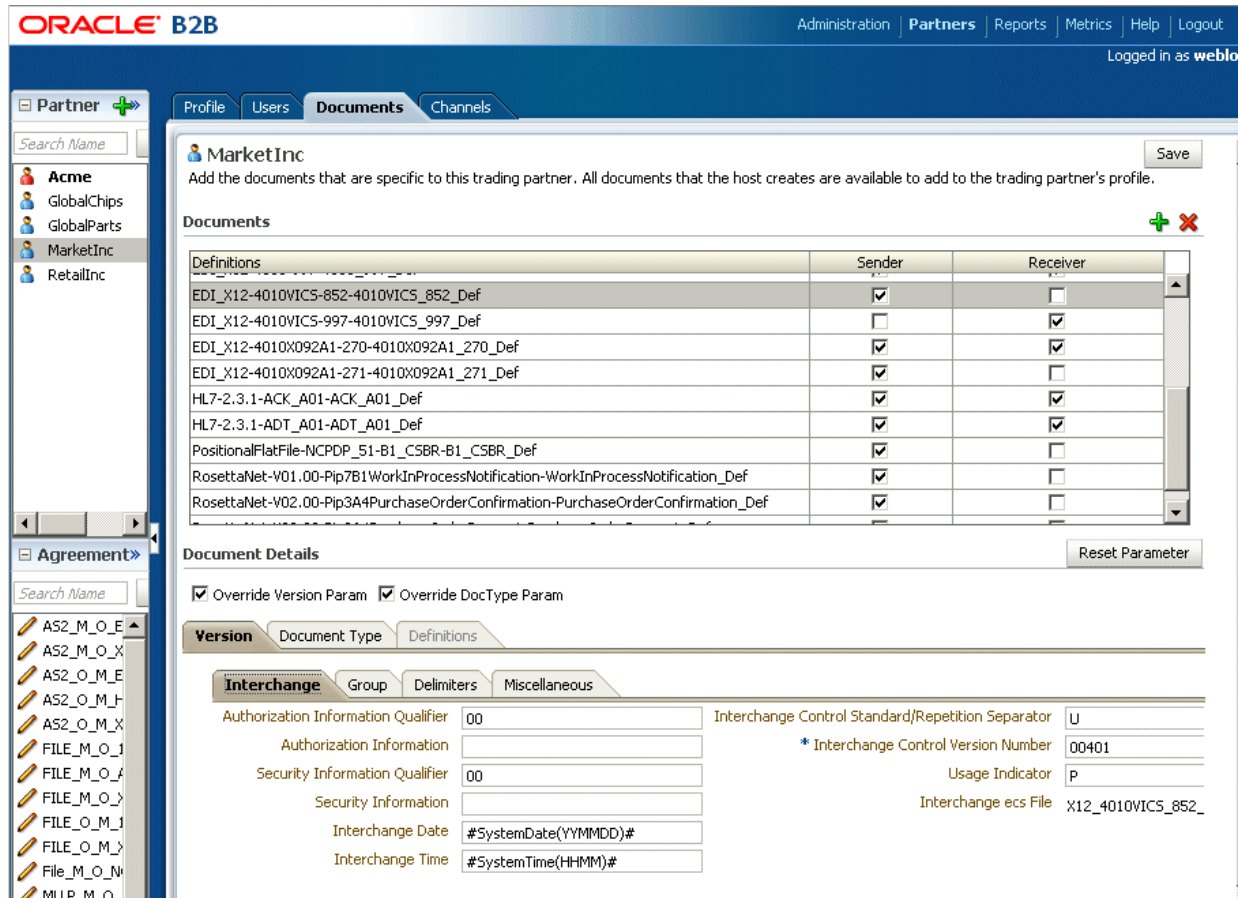 ORACLE B2B
Administration | Partners | Reports | Metrics | Help | Logout
Logged in as weblo
Partner
Search Name
Acme
GlobalChips
GlobalParts
MarketInc
RetailInc
Agreement
Search Name
AS2_M_O_E
AS2_M_O_X
AS2_O_M_E
AS2_O_M_H
AS2_O_M_X
FILE_M_O_1
FILE_M_O_A
FILE_M_O_X
FILE_O_M_1
FILE_O_M_X
File_M_O_N
Profile Users Documents Channels
MarketInc Save
Add the documents that are specific to this trading partner. All documents that the host creates are available to add to the trading partner's profile.
Documents
Definitions Sender Receiver
EDI_X12-4010VICS-852-4010VICS_852_Def
EDI_X12-4010VICS-997-4010VICS_997_Def
EDI_X12-4010X092A1-270-4010X092A1_270_Def
EDI_X12-4010X092A1-271-4010X092A1_271_Def
HL7-2.3.1-ACK_A01-ACK_A01_Def
HL7-2.3.1-ADT_A01-ADT_A01_Def
PositionalFlatFile-NCPDP_51-B1_CSBR-B1_CSBR_Def
RosettaNet-V01.00-Pip7B1WorkInProcessNotification-WorkInProcessNotification_Def
RosettaNet-V02.00-Pip3A4PurchaseOrderConfirmation-PurchaseOrderConfirmation_Def
Document Details Reset Parameter
Override Version Param Override DocType Param
Version Document Type Definitions
Interchange Group Delimiters Miscellaneous
Authorization Information Qualifier 00
Authorization Information
Security Information Qualifier 00
Security Information
Interchange Date #SystemDate(YYMMDD)#
Interchange Time #SystemTime(HHMM)#
Interchange Control Standard/Repetition Separator U
* Interchange Control Version Number 00401
Usage Indicator P
Interchange ecs File X12_4010VICS_852_